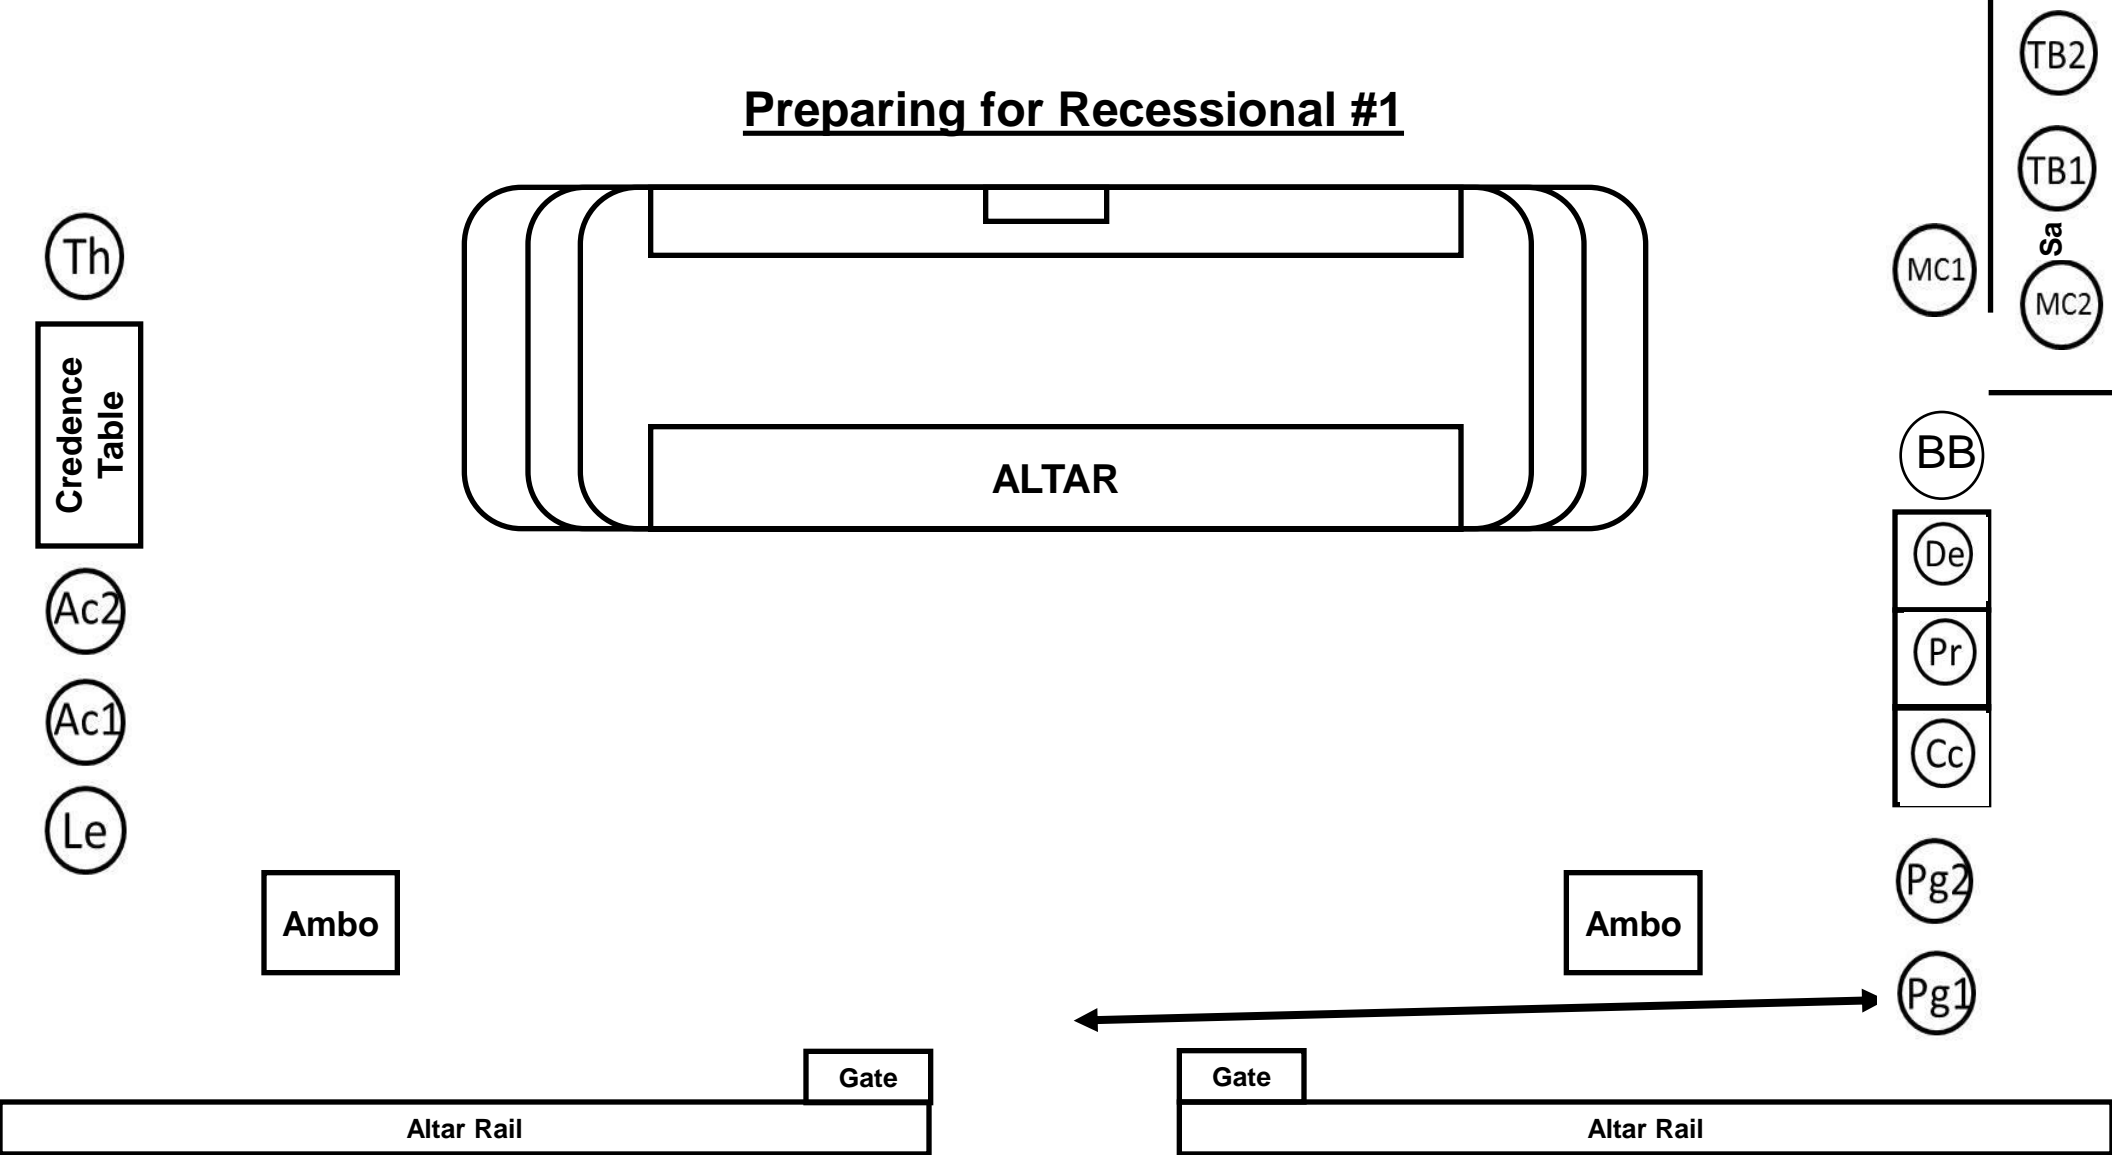 TB2
Preparing for Recessional #1
TB1
Th
Sa
MC1
MC2
Credence
Table
BB
ALTAR
De
Ac2
Pr
Ac1
Cc
Le
Pg2
Ambo
Ambo
Pg1
Gate
Gate
Altar Rail
Altar Rail